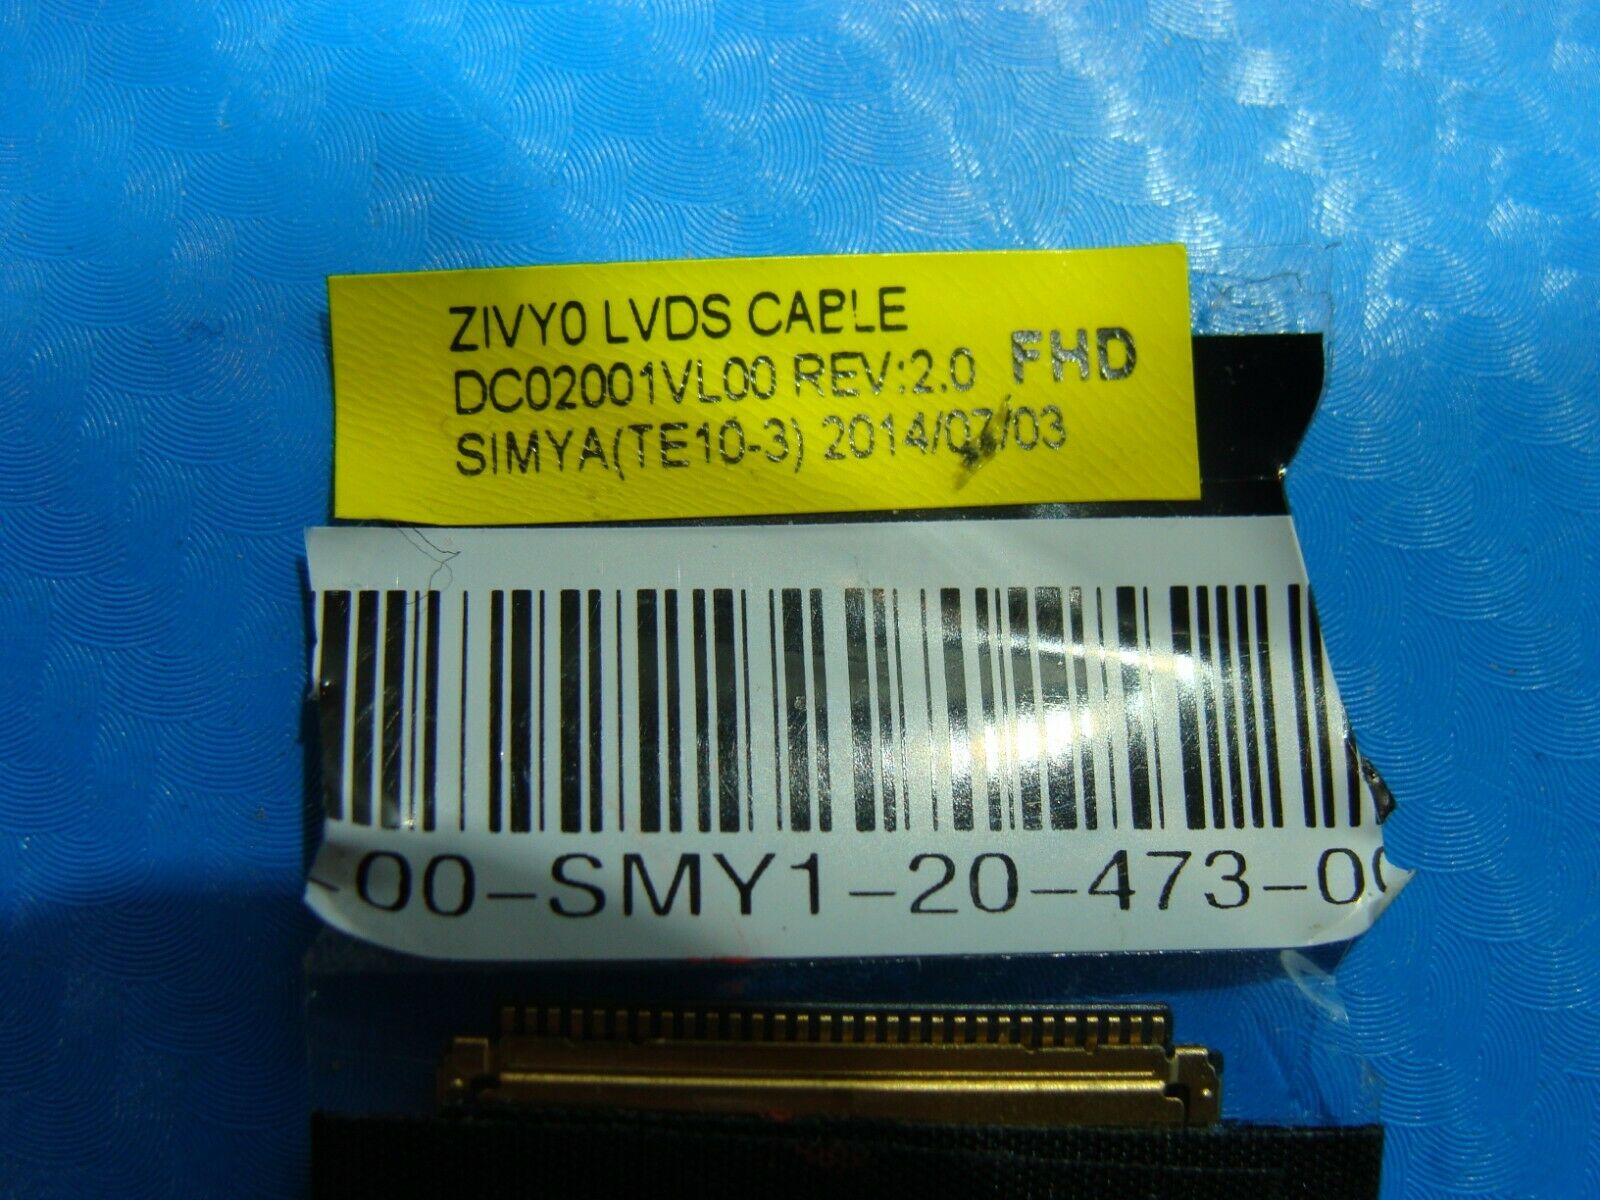 ZIVY0 LVDS CABLE
DC02001VL00 REV:2.0 FHD
SIMYA(TE10-3) 2014/07/03
-00-SMY1-20-473-00